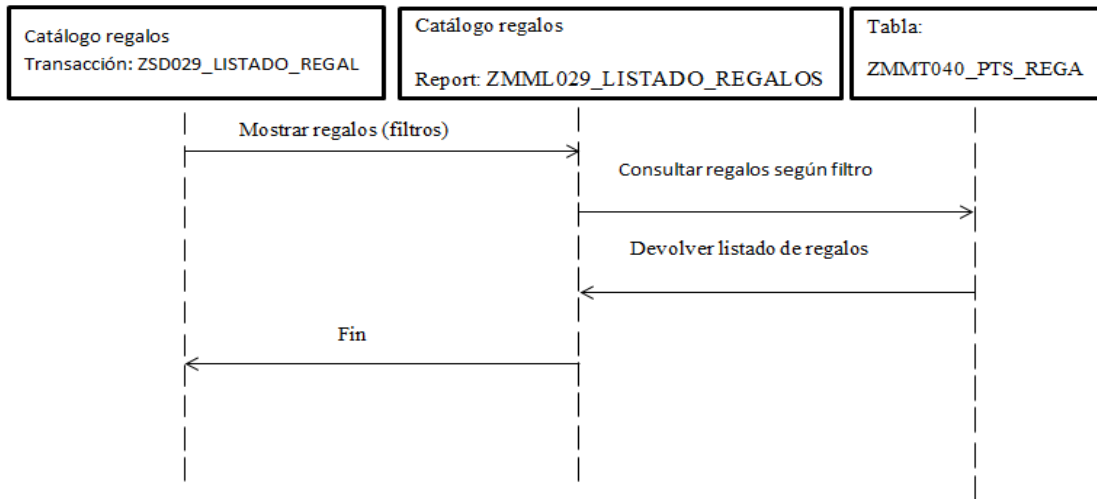 Catálogo regalos
Transacción: ZSD029_LISTADO_REGAL
Catálogo regalos
Report: ZMML029_LISTADO_REGALOS
Tabla:
ZMMT040_PTS_REGA
Mostrar regalos (filtros)
Consultar regalos según filtro
Devolver listado de regalos
Fin